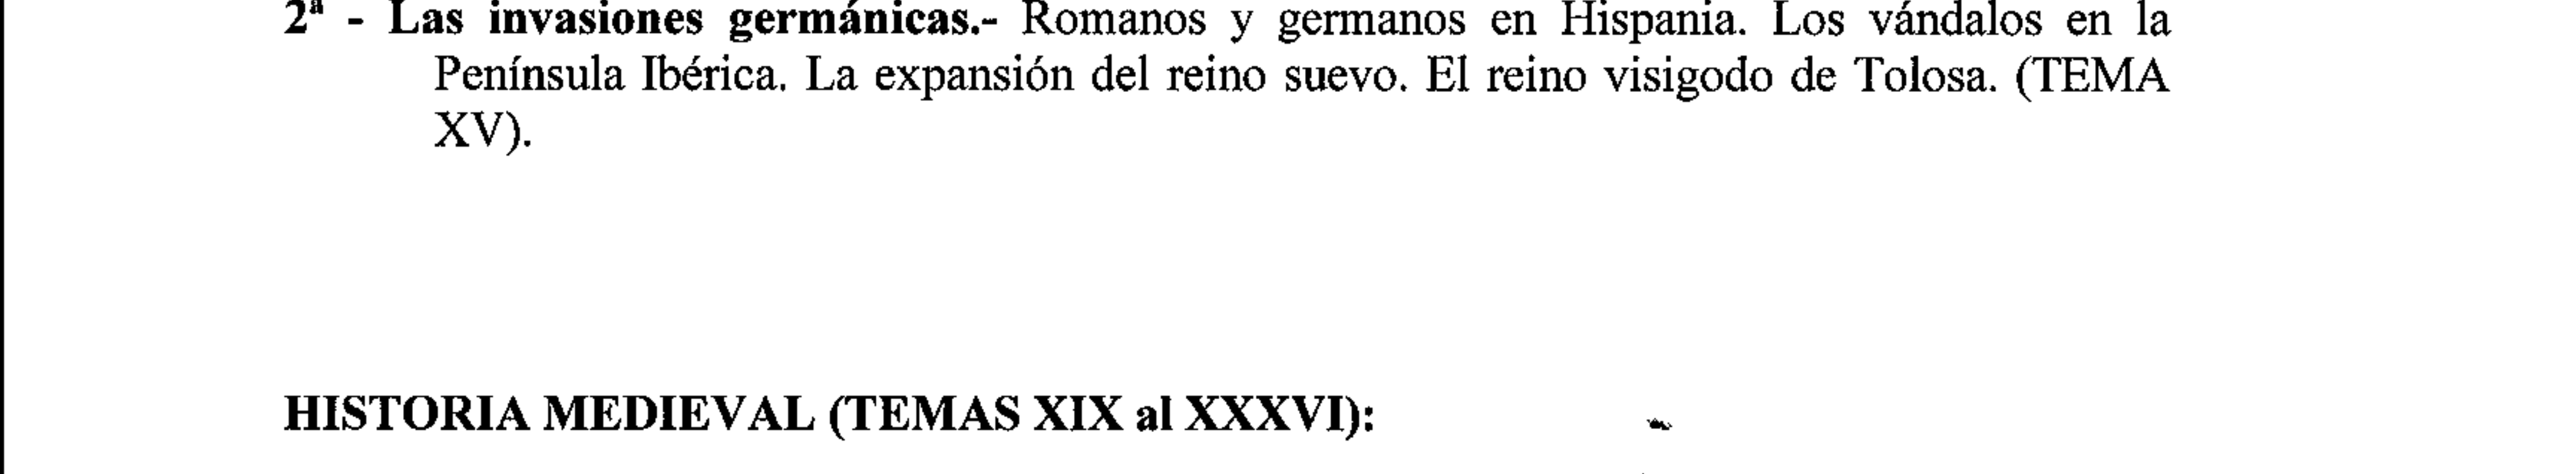 2ª - Las invasiones germánicas.- Romanos y germanos en Hispania. Los vándalos en la
Península Ibérica. La expansión del reino suevo. El reino visigodo de Tolosa. (TEMA
XV).
HISTORIA MEDIEVAL (TEMAS XIX al XXXVI):